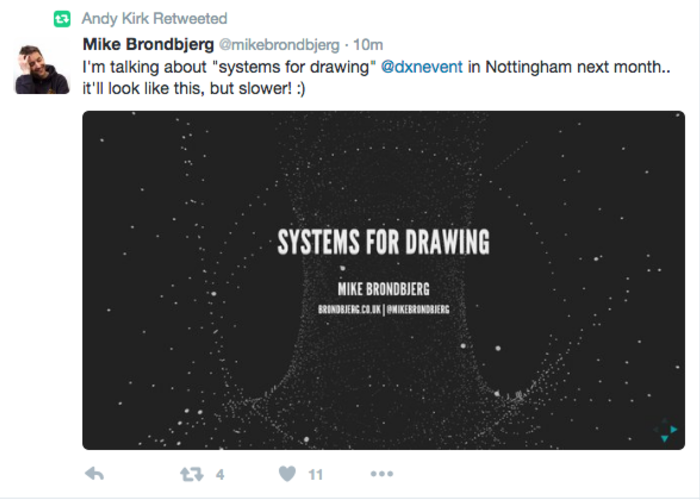 Andy Kirk Retweeted
Mike Brondbjerg @mikebrondbjerg · 10m
I'm talking about "systems for drawing" @dxnevent in Nottingham next month..
it'll look like this, but slower! :)
SYSTEMS FOR DRAWING
MIKE BRONDBJERG
BRONDBJERG.CO.UK | @MIKEBRONDBJERG
4
11